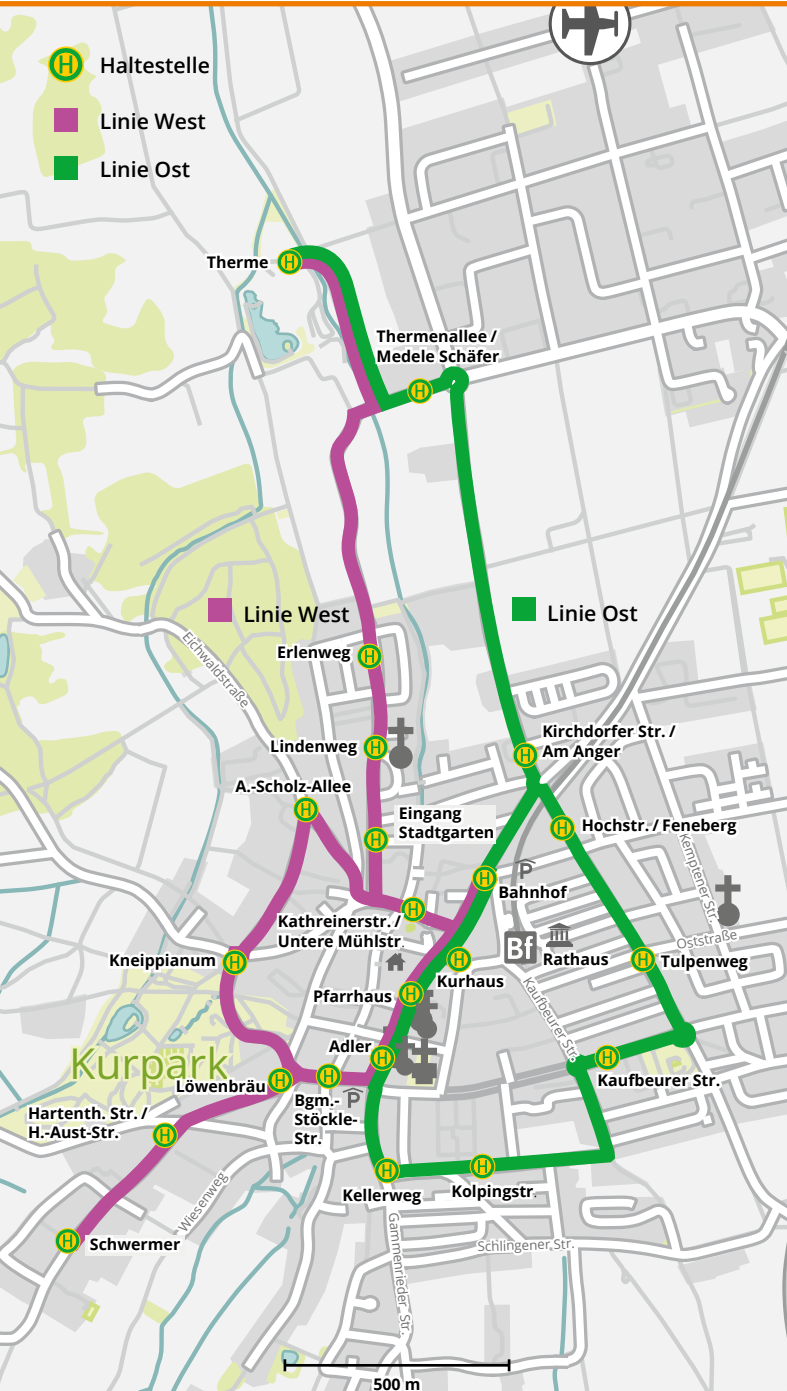 H Haltestelle
Linie West
Linie Ost
Therme H
Thermenallee /
Medele Schäfer
H
Linie West
Linie Ost
Eichwaldstraße
Erlenweg H
Lindenweg H
Kirchdorfer Str. /
Am Anger
H
A.-Scholz-Allee
H
Eingang
Stadtgarten
H
H Hochstr. / Feneberg
Kemptener Str.
P
H Bahnhof
Kathreinerstr. /
Untere Mühlstr.
H
Oststraße
Bf
Rathaus
Kneippianum H
H Tulpenweg
H Kurhaus
Pfarrhaus H
Kaufbeurer Str.
Adler H
Kurpark
H Kaufbeurer Str.
Löwenbräu H
H Bgm.-
Stöckle-
Str.
P
Hartenth. Str. /
H.-Aust-Str.
H
Wiesenweg
H Kellerweg
H Kolpingstr.
H Schwermer
Gammenrieder Str.
Schlingener Str.
500 m